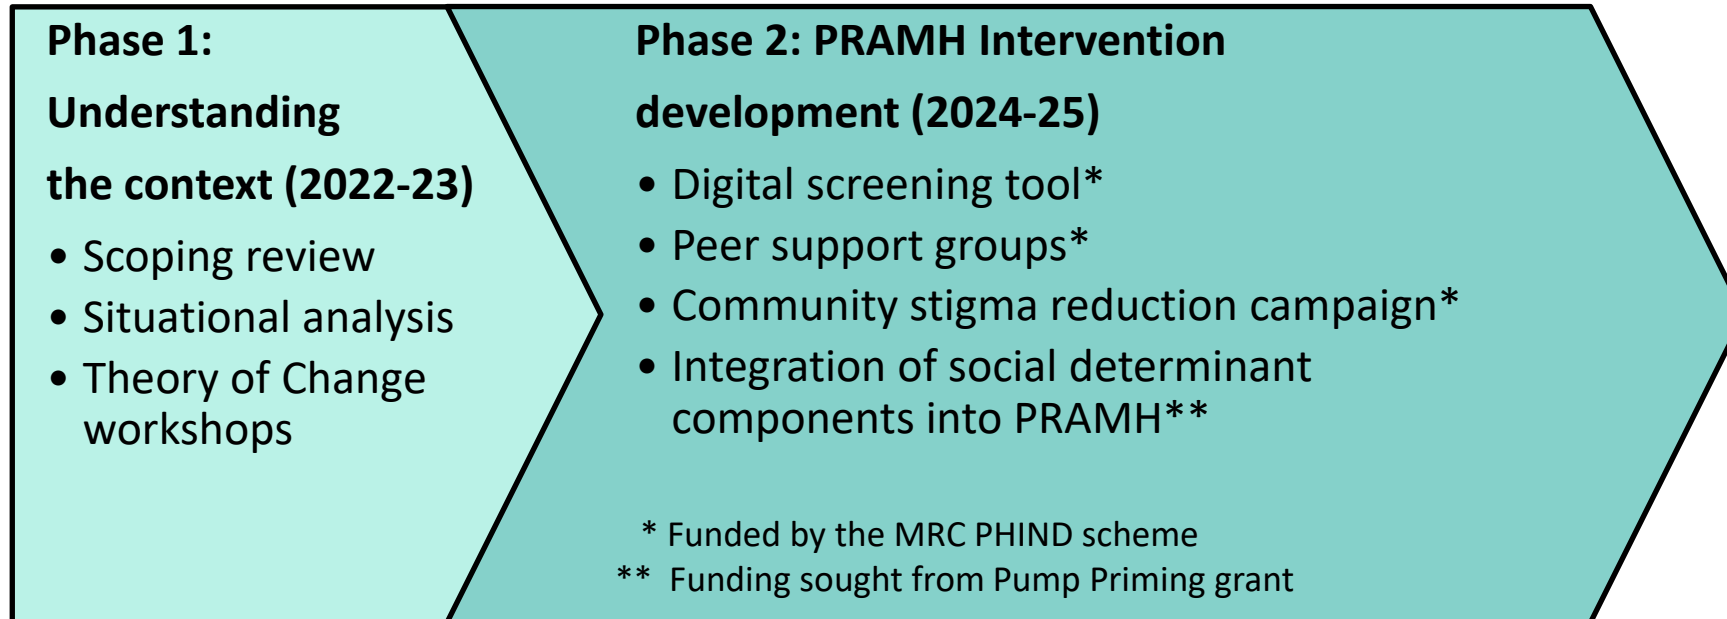 Phase 1:
Understanding
the context (2022-23)
• Scoping review
• Situational analysis
• Theory of Change
workshops
Phase 2: PRAMH Intervention
development (2024-25)
• Digital screening tool*
• Peer support groups*
• Community stigma reduction campaign*
• Integration of social determinant
components into PRAMH**
* Funded by the MRC PHIND scheme
** Funding sought from Pump Priming grant